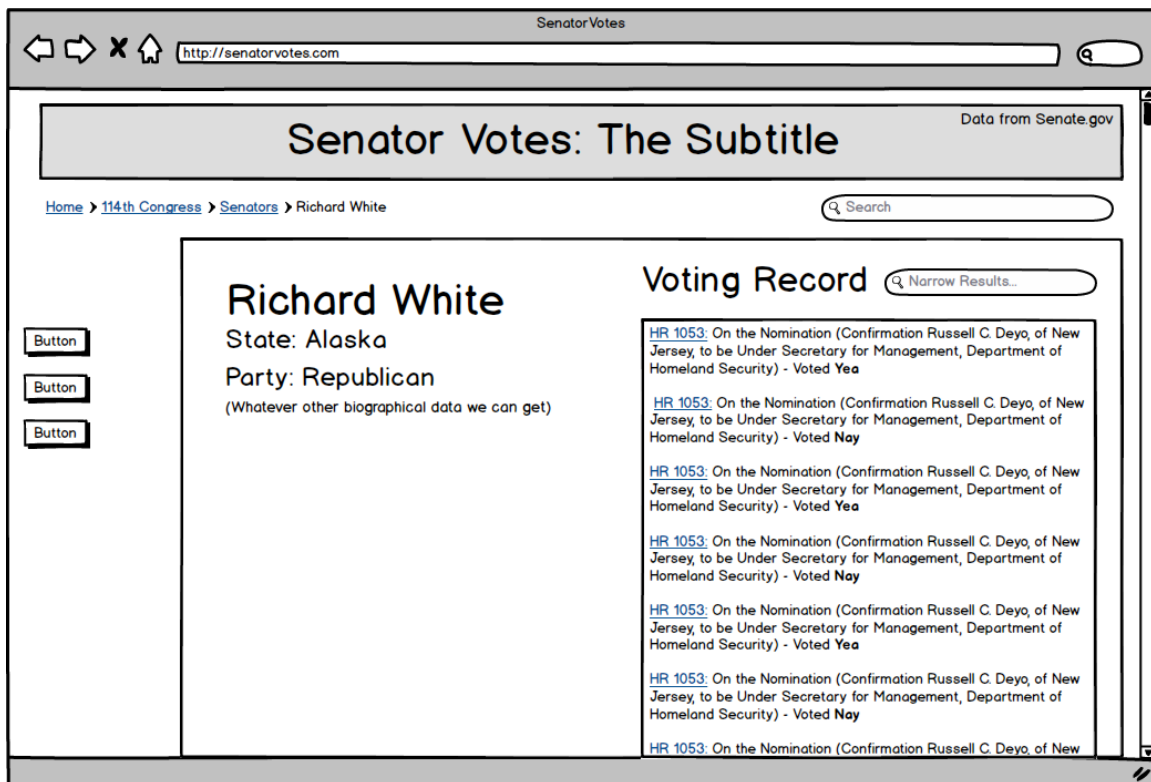 SenatorVotes
http://senatorvotes.com
Data from Senate.gov
Senator Votes: The Subtitle
Home > 114th Congress > Senators > Richard White
Search
Button
Button
Button
Richard White
State: Alaska
Party: Republican
(Whatever other biographical data we can get)
Voting Record
Narrow Results...
HR 1053: On the Nomination (Confirmation Russell C. Deyo, of New
Jersey, to be Under Secretary for Management, Department of
Homeland Security) - Voted Yea
HR 1053: On the Nomination (Confirmation Russell C. Deyo, of New
Jersey, to be Under Secretary for Management, Department of
Homeland Security) - Voted Nay
HR 1053: On the Nomination (Confirmation Russell C. Deyo, of New
Jersey, to be Under Secretary for Management, Department of
Homeland Security) - Voted Yea
HR 1053: On the Nomination (Confirmation Russell C. Deyo, of New
Jersey, to be Under Secretary for Management, Department of
Homeland Security) - Voted Nay
HR 1053: On the Nomination (Confirmation Russell C. Deyo, of New
Jersey, to be Under Secretary for Management, Department of
Homeland Security) - Voted Yea
HR 1053: On the Nomination (Confirmation Russell C. Deyo, of New
Jersey, to be Under Secretary for Management, Department of
Homeland Security) - Voted Nay
HR 1053: On the Nomination (Confirmation Russell C. Deyo, of New